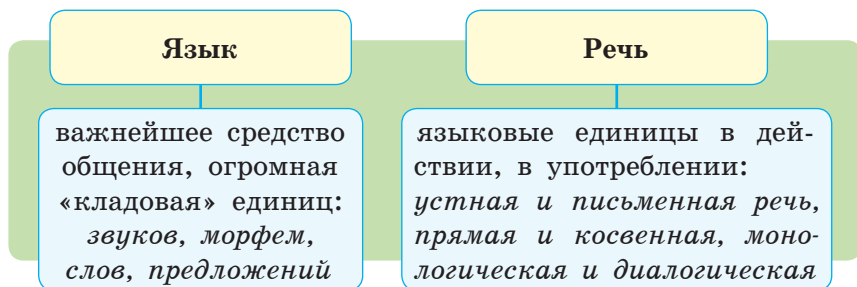 Язык
важнейшее средство
общения, огромная
«кладовая» единиц:
звуков, морфем,
слов, предложений
Речь
языковые единицы в дей-
ствии, в употреблении:
устная и письменная речь,
прямая и косвенная, моно-
логическая и диалогическая